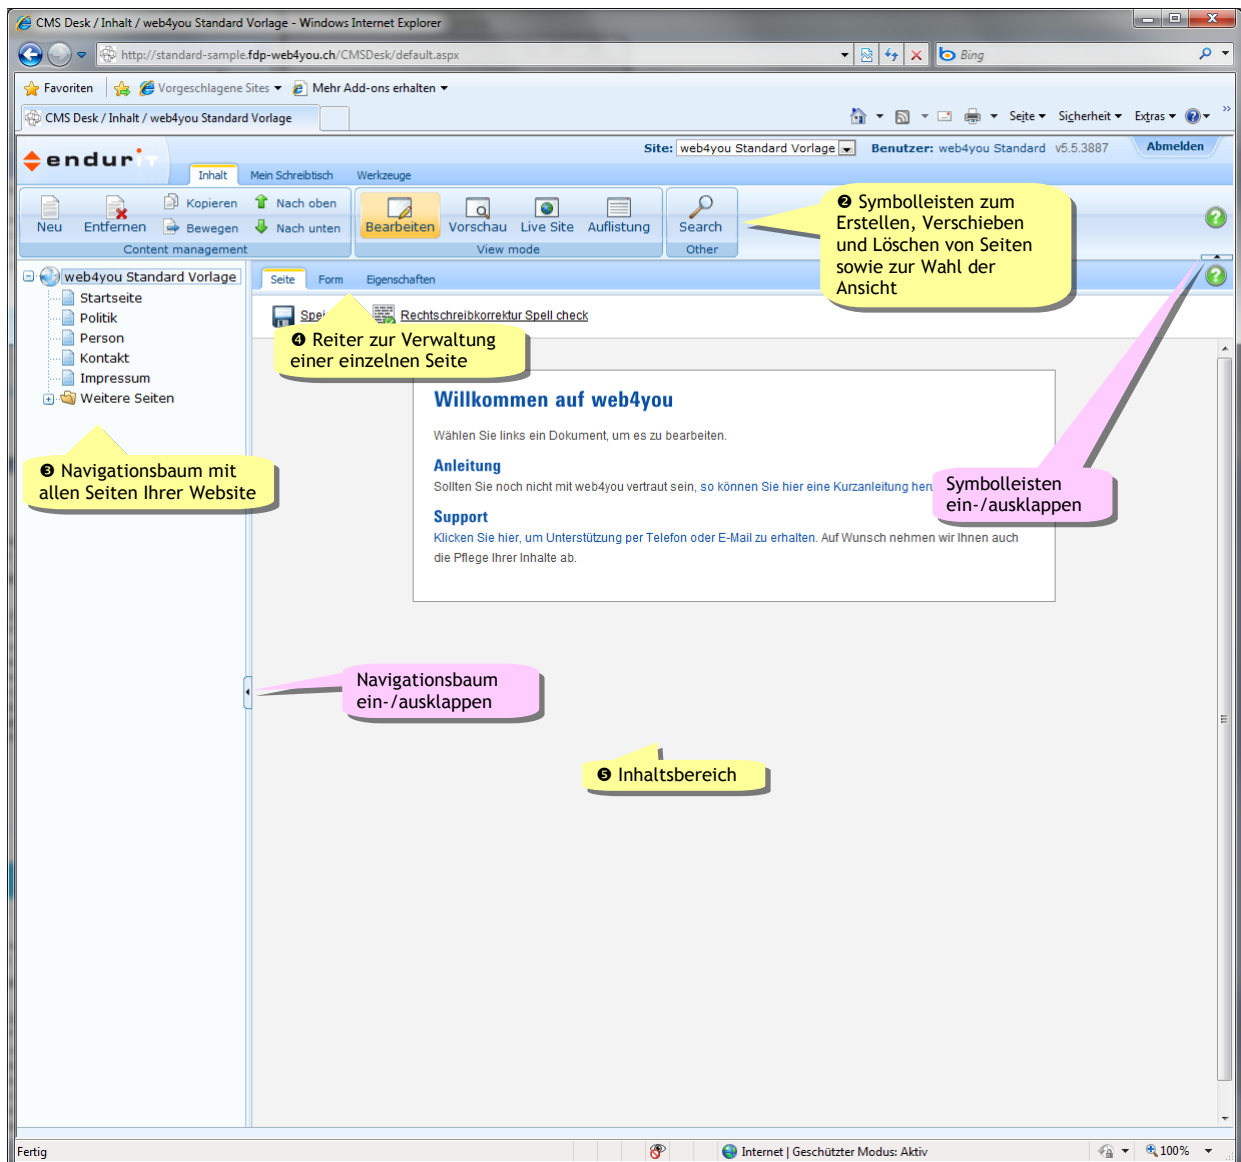 CMS Desk / Inhalt / web4you Standard Vorlage - Windows Internet Explorer
http://standard-sample.fdp-web4you.ch/CMSDesk/default.aspx
Bing
Favoriten Vorgeschlagene Sites Mehr Add-ons erhalten
CMS Desk / Inhalt / web4you Standard Vorlage
Seite Sicherheit Extras
endurit
Site: web4you Standard Vorlage Benutzer: web4you Standard v5.5.3887 Abmelden
Inhalt Mein Schreibtisch Werkzeuge
Neu Entfernen Kopieren Bewegen Nach oben Nach unten
Content management
Bearbeiten Vorschau Live Site Auflistung
View mode
Search
Other
❷ Symbolleisten zum
Erstellen, Verschieben
und Löschen von Seiten
sowie zur Wahl der
Ansicht
web4you Standard Vorlage
Startseite
Politik
Person
Kontakt
Impressum
Weitere Seiten
Seite Form Eigenschaften
Rechtschreibkorrektur Spell check
❹ Reiter zur Verwaltung
einer einzelnen Seite
❸ Navigationsbaum mit
allen Seiten Ihrer Website
Willkommen auf web4you
Wählen Sie links ein Dokument, um es zu bearbeiten.
Anleitung
Sollten Sie noch nicht mit web4you vertraut sein, so können Sie hier eine Kurzanleitung
Support
Klicken Sie hier, um Unterstützung per Telefon oder E-Mail zu erhalten. Auf Wunsch nehmen wir Ihnen auch
die Pflege Ihrer Inhalte ab.
Symbolleisten
ein-/ausklappen
Navigationsbaum
ein-/ausklappen
❺ Inhaltsbereich
Fertig
Internet | Geschützter Modus: Aktiv
100%